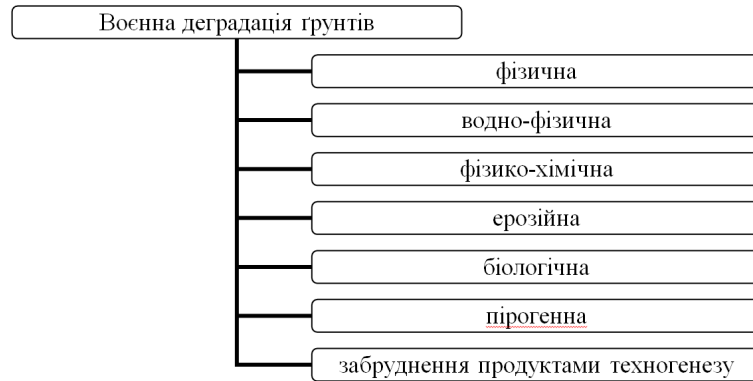 Воєнна деградація ґрунтів
фізична
водно-фізична
фізико-хімічна
ерозійна
біологічна
пірогенна
забруднення продуктами техногенезу